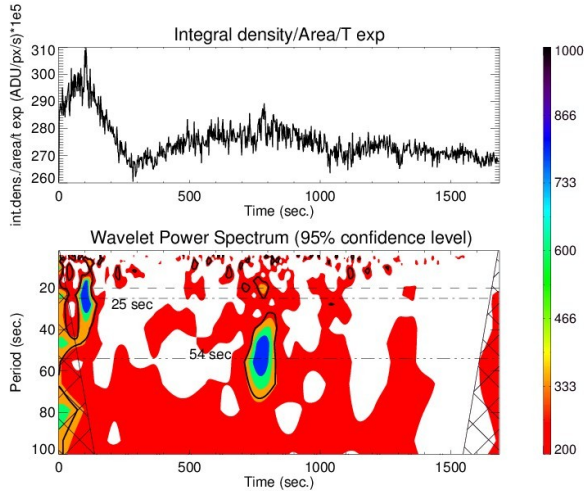 Integral density/Area/T exp
int.dens./area/t exp (ADU/px/s)*1e5
310
300
290
280
270
260
0 500 1000 1500
Time (sec.)
Wavelet Power Spectrum (95% confidence level)
Period (sec.)
20
40
60
80
100
25 sec
54 sec
0 500 1000 1500
Time (sec.)
1000
866
733
600
466
333
200